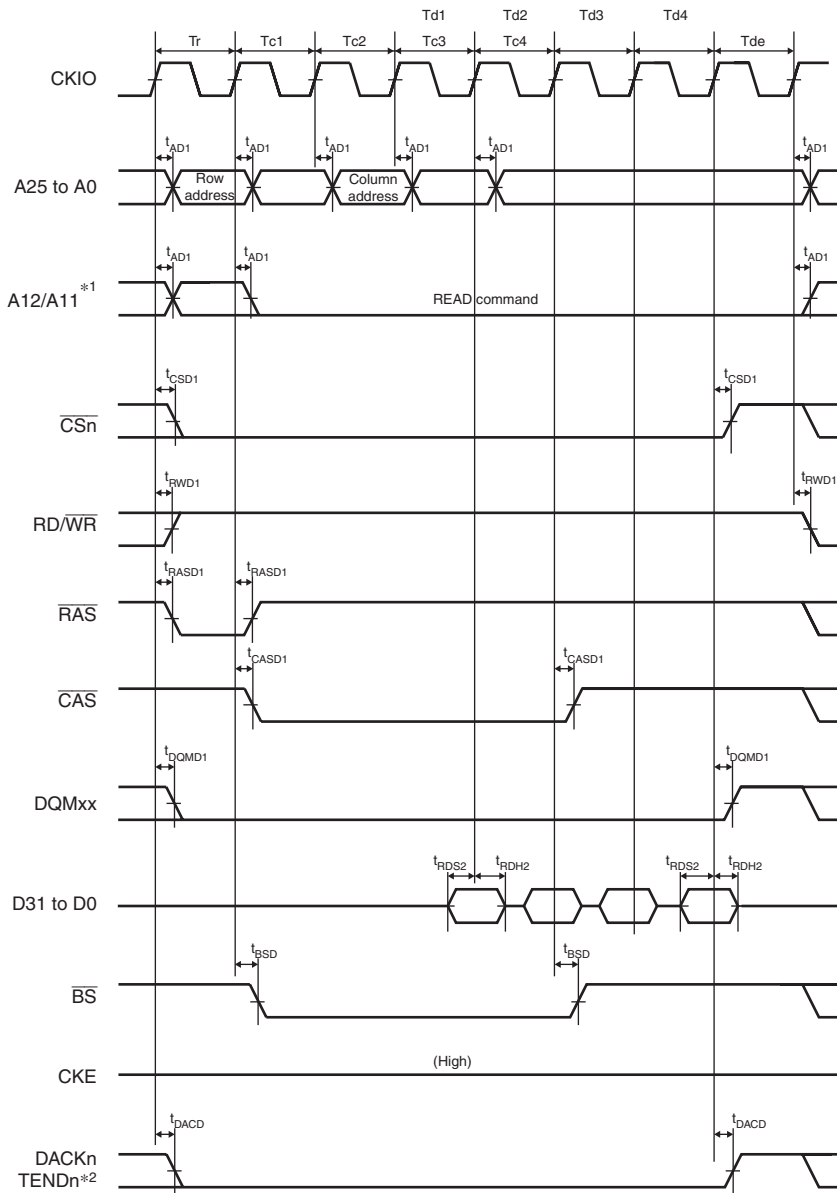 Td1 Td2 Td3 Td4
Tr Tc1 Tc2 Tc3 Tc4 Tde
CKIO
tAD1 tAD1 tAD1 tAD1 tAD1 tAD1
A25 to A0
Row address
Column address
tAD1 tAD1 tAD1
A12/A11 *1
READ command
tCSD1 tCSD1
CSn
tRWD1 tRWD1
RD/WR
tRASD1 tRASD1
RAS
tCASD1 tCASD1
CAS
tDQMD1 tDQMD1
DQMxx
tRDS2 tRDH2 tRDS2 tRDH2
D31 to D0
tBSD tBSD
BS
(High)
CKE
tDACD tDACD
DACKn
TENDn*2